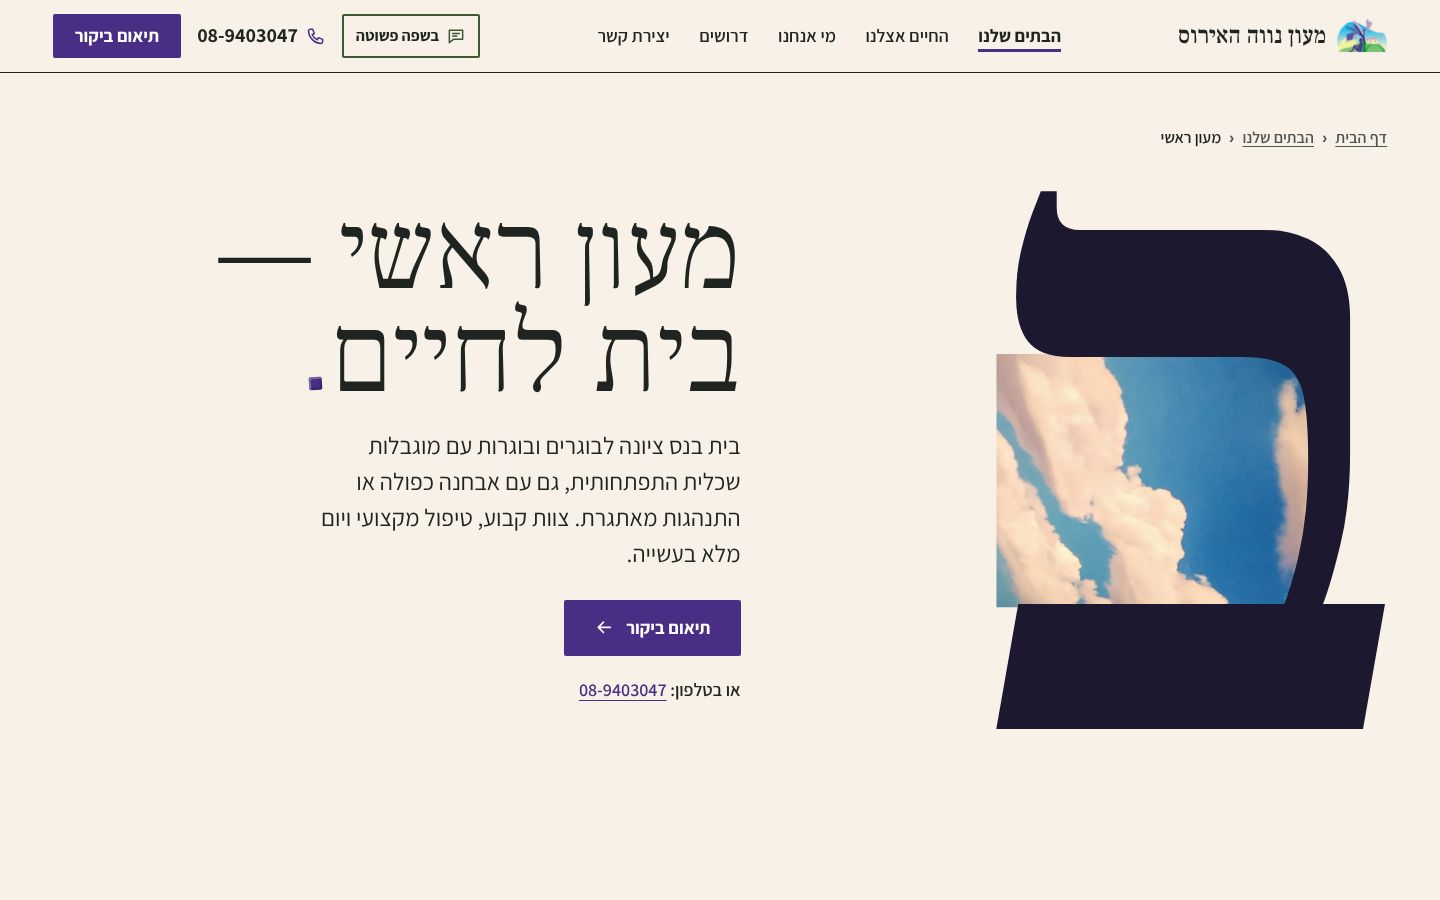 מעון נווה האירוס
הבתים שלנו
החיים אצלנו
מי אנחנו
דרושים
יצירת קשר
בשפה פשוטה
08-9403047
תיאום ביקור
דף הבית › הבתים שלנו › מעון ראשי
ב
מעון ראשי —
בית לחיים.
בית בנס ציונה לבוגרים ובוגרות עם מוגבלות
שכלית התפתחותית, גם עם אבחנה כפולה או
התנהגות מאתגרת. צוות קבוע, טיפול מקצועי ויום
מלא בעשייה.
תיאום ביקור ←
או בטלפון: 08-9403047